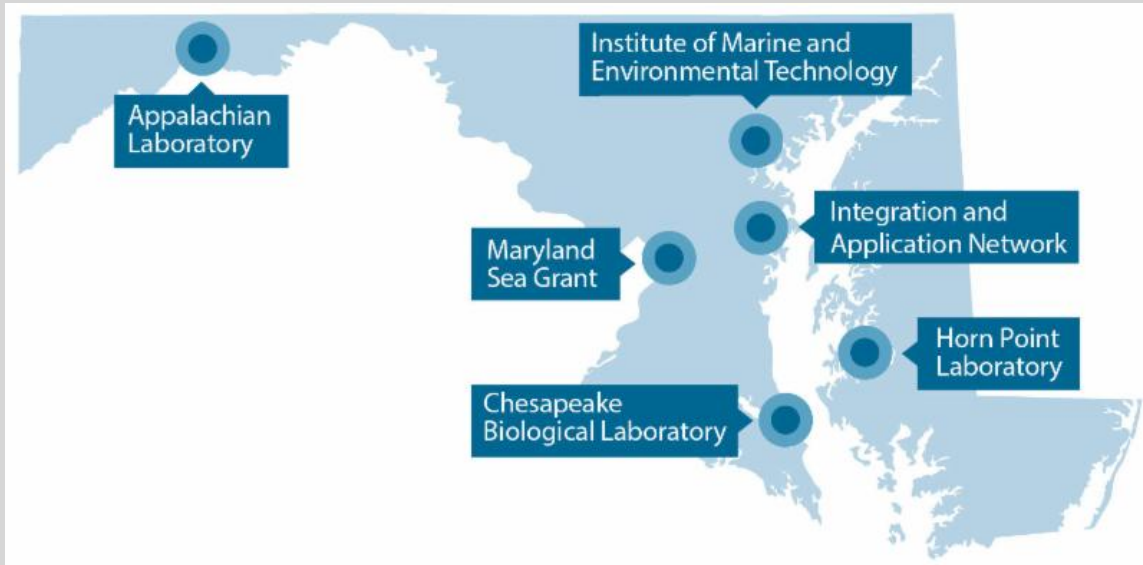 Institute of Marine and
Environmental Technology
Appalachian
Laboratory
Integration and
Application Network
Maryland
Sea Grant
Horn Point
Laboratory
Chesapeake
Biological Laboratory